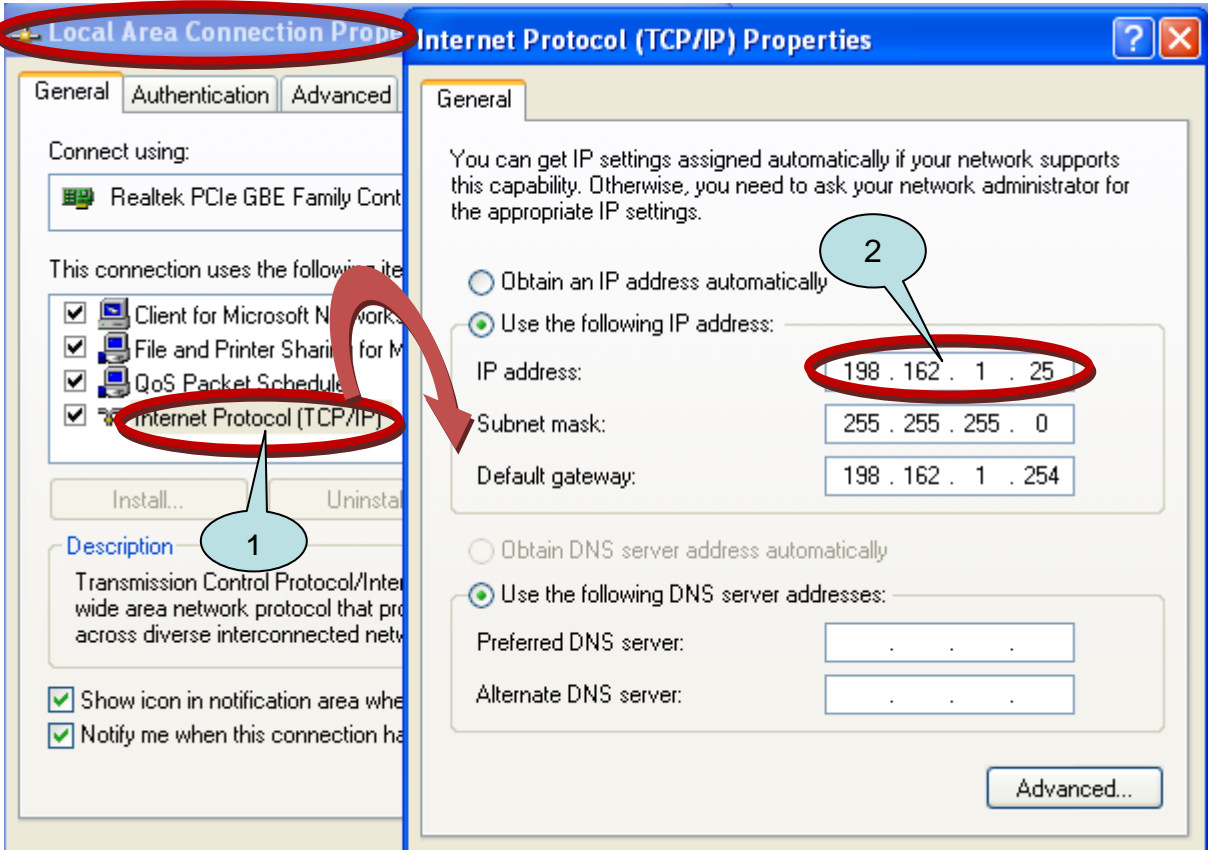 Local Area Connection Prope
General Authentication Advanced
Connect using:
Realtek PCIe GBE Family Cont
This connection uses the following ite
Client for Microsoft Networks
File and Printer Sharing for M
QoS Packet Schedule
Internet Protocol (TCP/IP)
1
Install... Uninstal
Description
Transmission Control Protocol/Inter
wide area network protocol that pro
across diverse interconnected netw
Show icon in notification area whe
Notify me when this connection ha
Internet Protocol (TCP/IP) Properties
General
You can get IP settings assigned automatically if your network supports
this capability. Otherwise, you need to ask your network administrator for
the appropriate IP settings.
2
Obtain an IP address automatically
Use the following IP address:
IP address: 198 . 162 . 1 . 25
Subnet mask: 255 . 255 . 255 . 0
Default gateway: 198 . 162 . 1 . 254
Obtain DNS server address automatically
Use the following DNS server addresses:
Preferred DNS server: . . .
Alternate DNS server: . . .
Advanced...